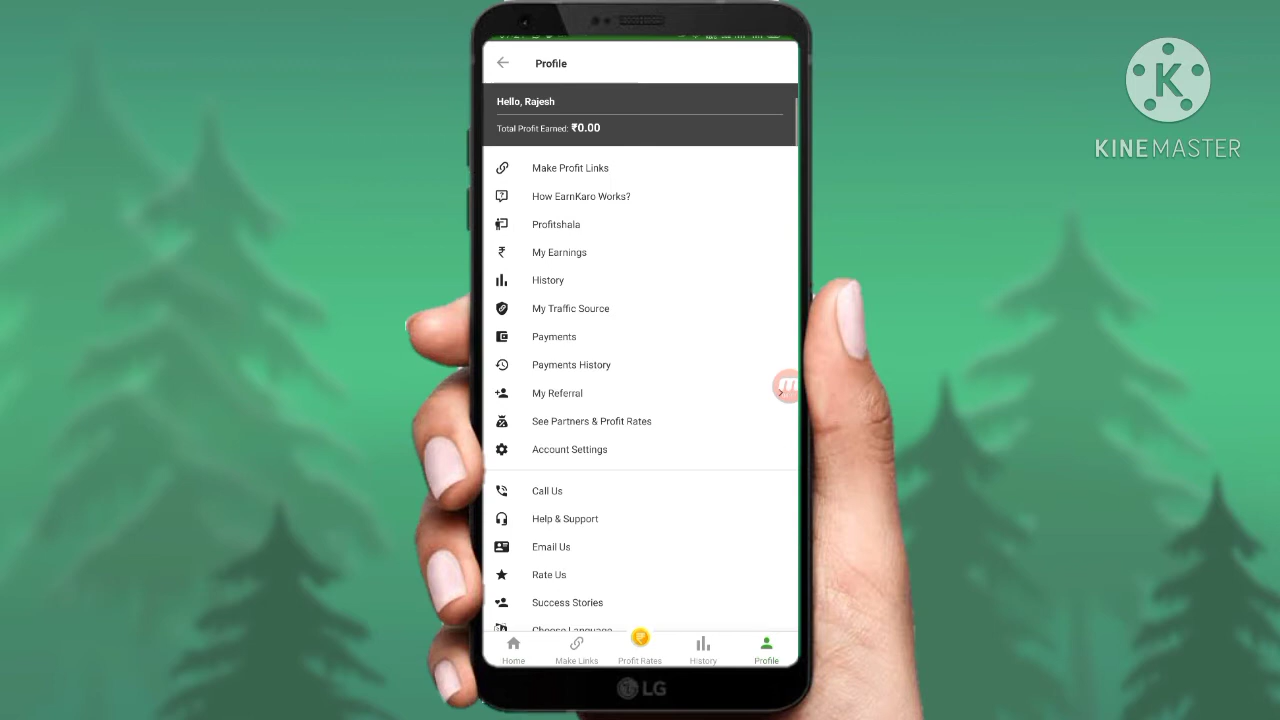 Profile
Hello, Rajesh
Total Profit Earned: ₹0.00
Make Profit Links
How EarnKaro Works?
Profitshala
My Earnings
History
My Traffic Source
Payments
Payments History
My Referral
See Partners & Profit Rates
Account Settings
Call Us
Help & Support
Email Us
Rate Us
Success Stories
Choose Language
Home
Make Links
Profit Rates
History
Profile
LG
K
KINEMASTER